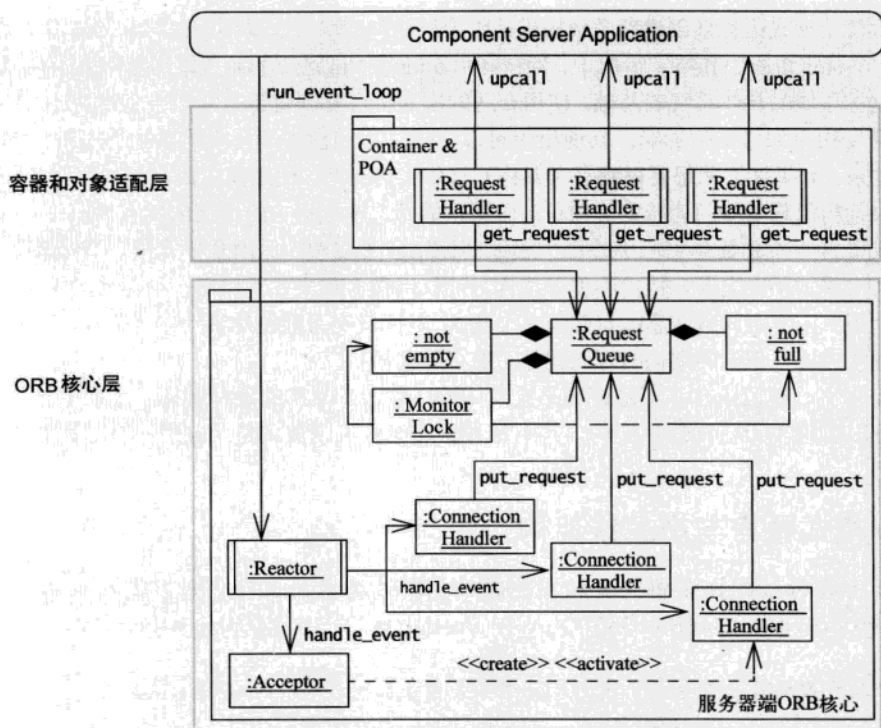 Component Server Application
run_event_loop
upcall
upcall
upcall
容器和对象适配层
Container &
POA
:Request
Handler
:Request
Handler
:Request
Handler
get_request
get_request
get_request
ORB 核心层
: not
empty
:Request
Queue
: not
full
: Monitor
Lock
put_request
put_request
put_request
:Connection
Handler
:Reactor
handle_event
:Connection
Handler
:Connection
Handler
handle_event
<<create>> <<activate>>
:Acceptor
服务器端ORB核心